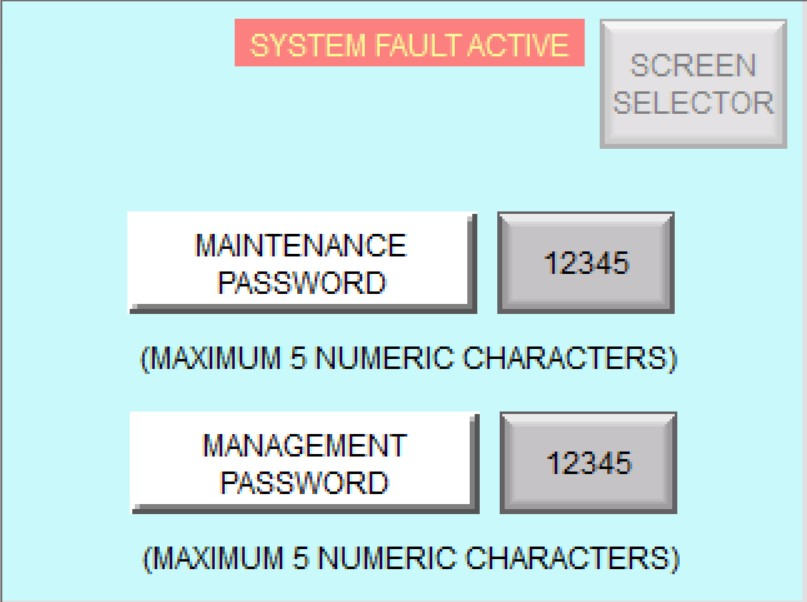 SYSTEM FAULT ACTIVE
SCREEN
SELECTOR
MAINTENANCE
PASSWORD
12345
(MAXIMUM 5 NUMERIC CHARACTERS)
MANAGEMENT
PASSWORD
12345
(MAXIMUM 5 NUMERIC CHARACTERS)